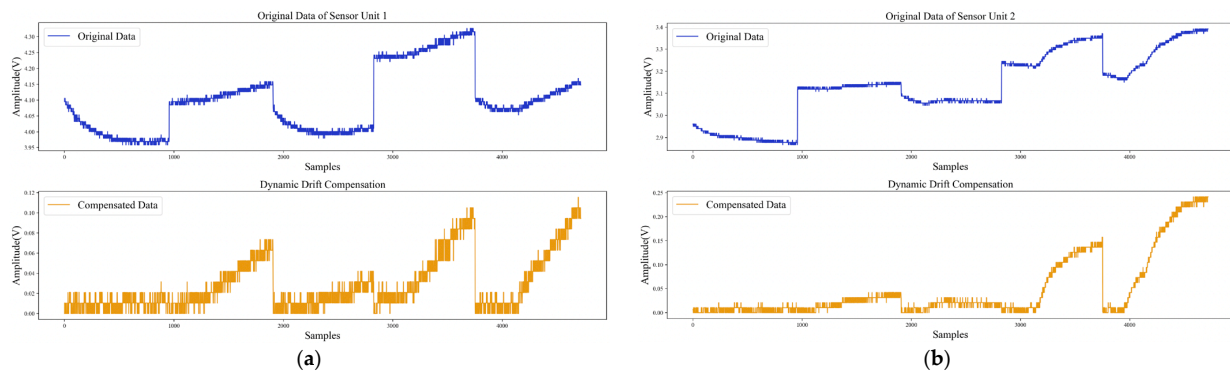 Original Data of Sensor Unit 1
Original Data
Amplitude(V)
4.30
4.25
4.20
4.15
4.10
4.05
4.00
3.95
0 1000 2000 3000 4000
Samples
Dynamic Drift Compensation
Compensated Data
Amplitude(V)
0.12
0.10
0.08
0.06
0.04
0.02
0.00
0 1000 2000 3000 4000
Samples
(a)
Original Data of Sensor Unit 2
Original Data
Amplitude(V)
3.4
3.3
3.2
3.1
3.0
2.9
0 1000 2000 3000 4000
Samples
Dynamic Drift Compensation
Compensated Data
Amplitude(V)
0.25
0.20
0.15
0.10
0.05
0.00
0 1000 2000 3000 4000
Samples
(b)